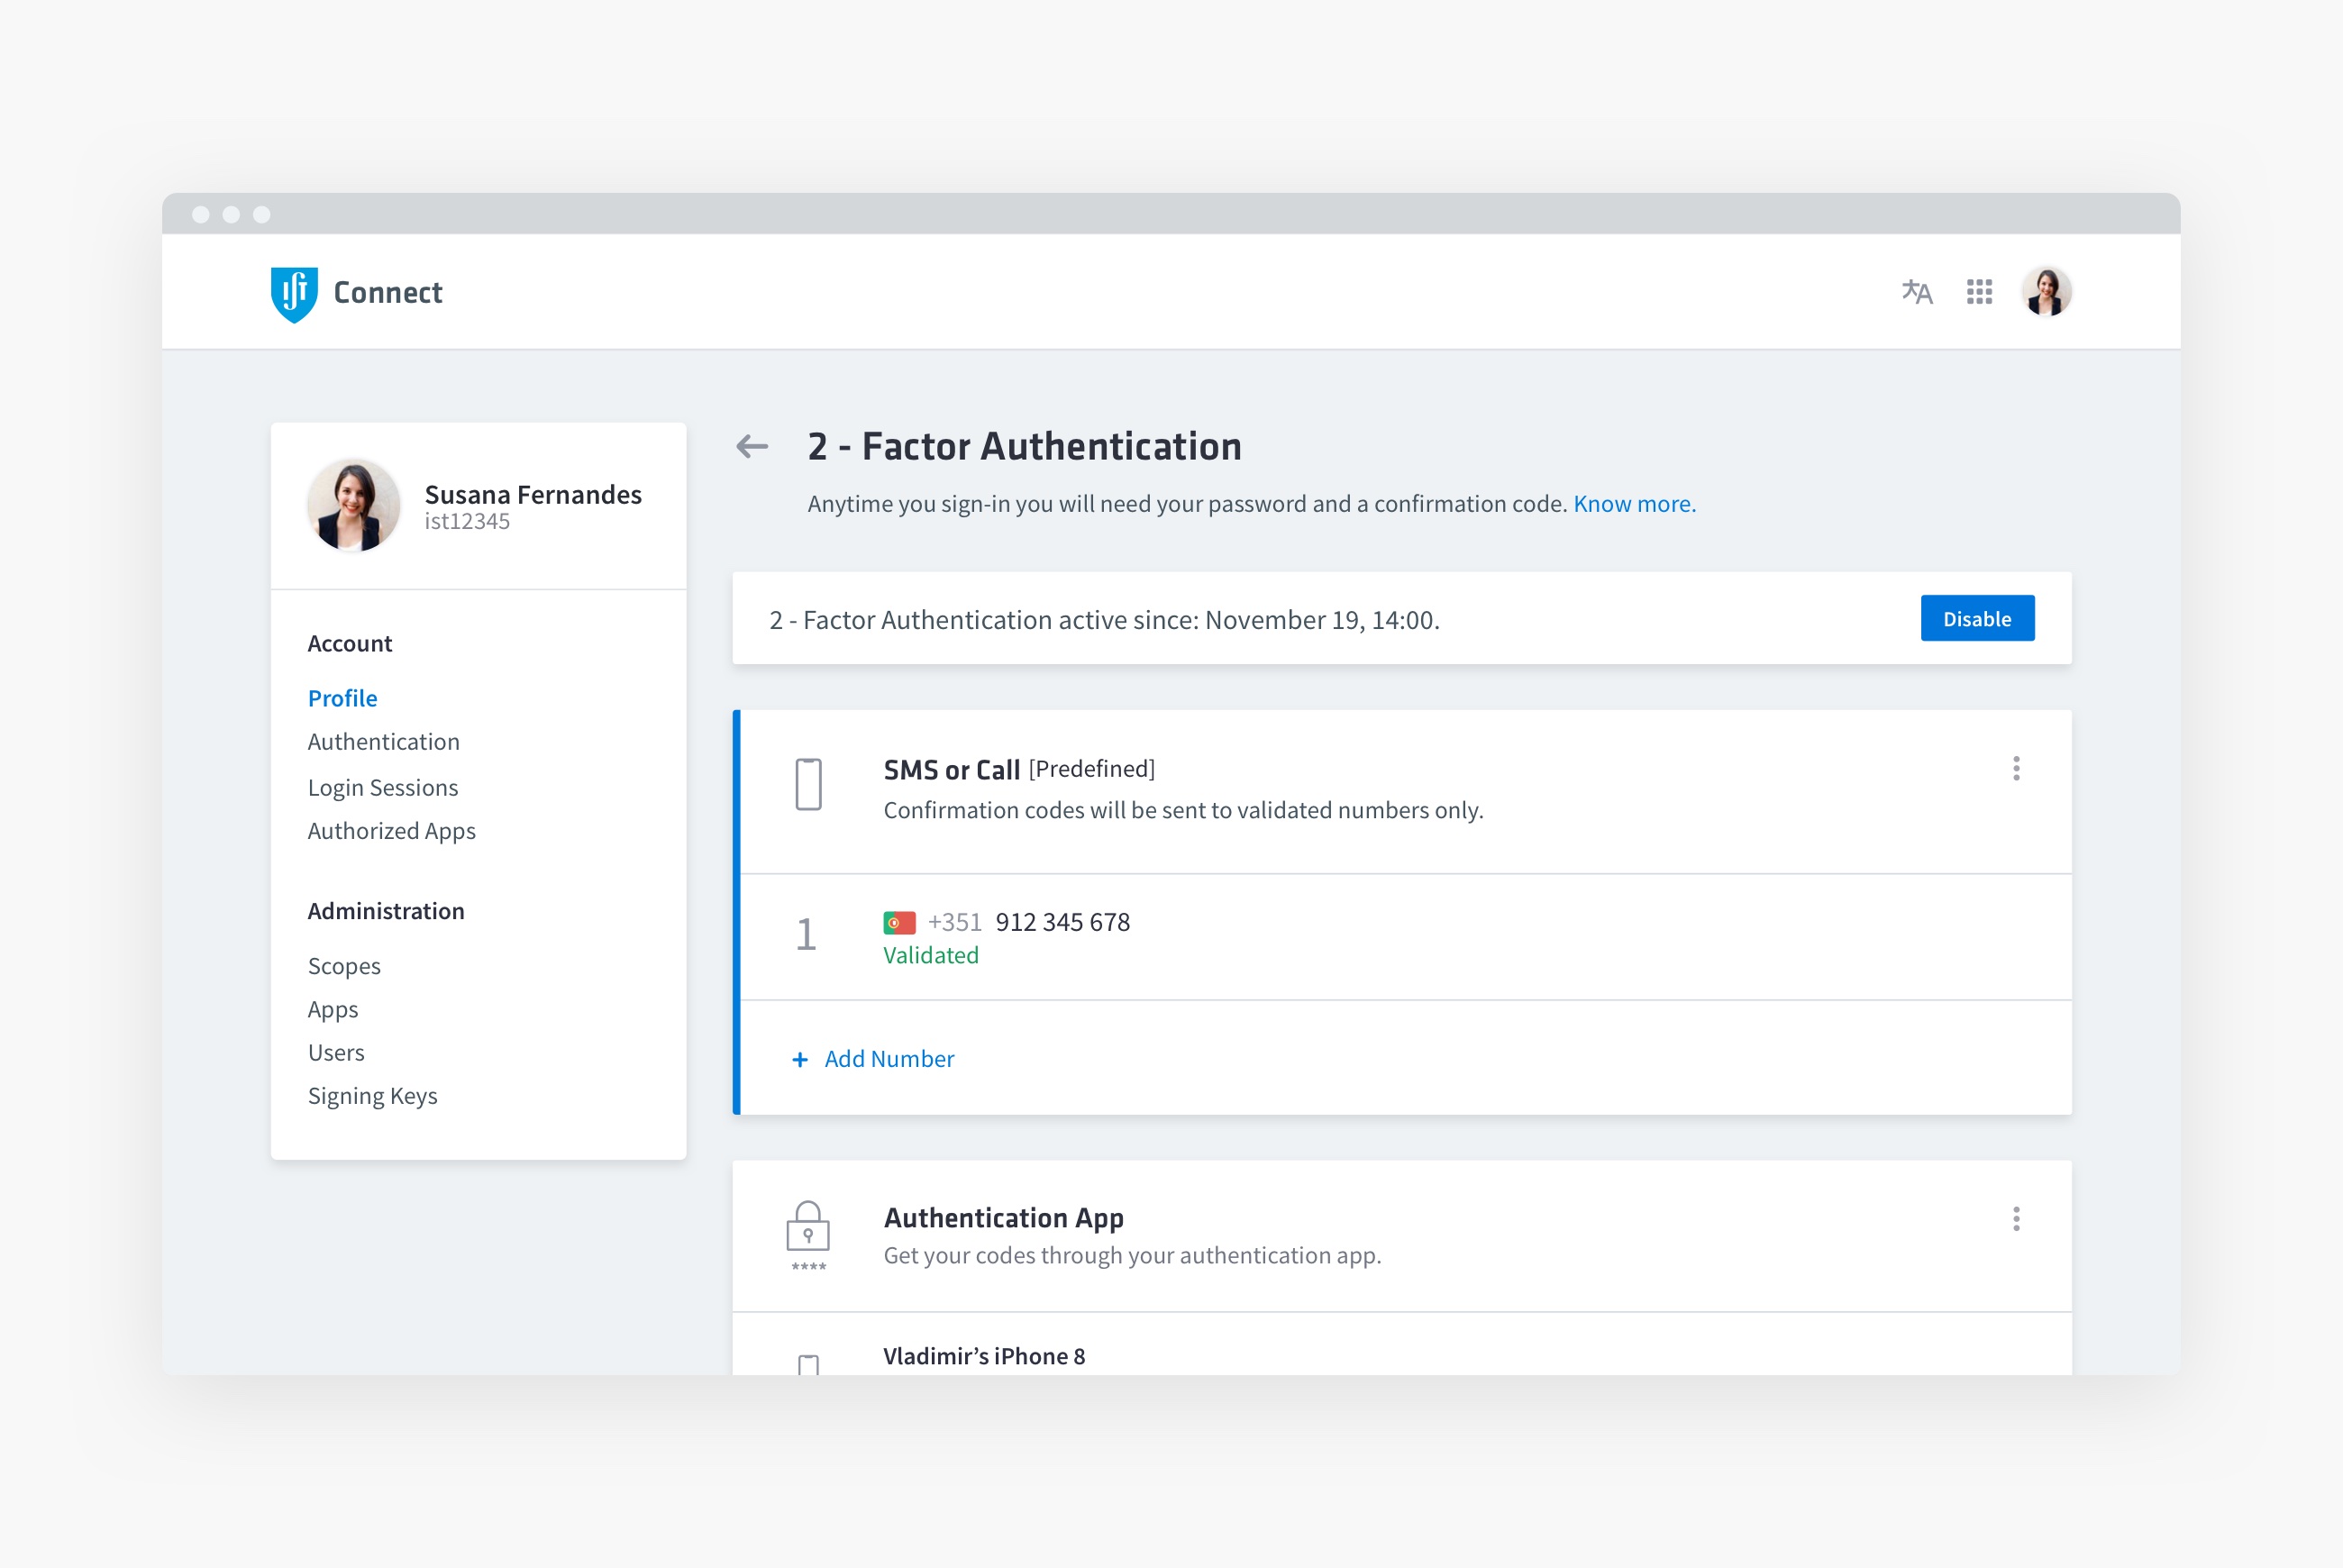 Connect
Susana Fernandes
ist12345
Account
Profile
Authentication
Login Sessions
Authorized Apps
Administration
Scopes
Apps
Users
Signing Keys
2 - Factor Authentication
Anytime you sign-in you will need your password and a confirmation code. Know more.
2 - Factor Authentication active since: November 19, 14:00.
Disable
SMS or Call [Predefined]
Confirmation codes will be sent to validated numbers only.
1
+351 912 345 678
Validated
+ Add Number
****
Authentication App
Get your codes through your authentication app.
Vladimir’s iPhone 8